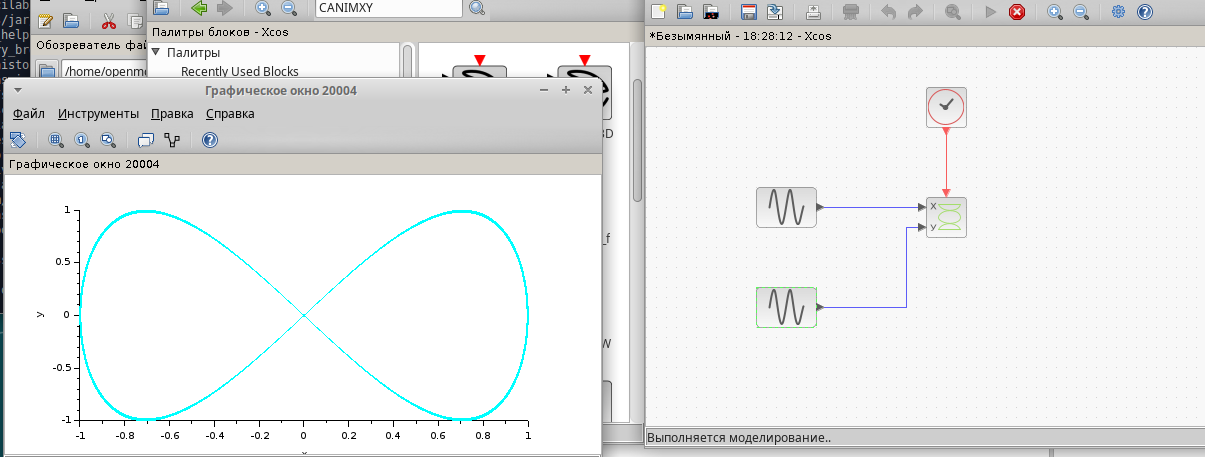 /jar
help
y_br
isto
Обозреватель фай
/home/openm
CANIMXY
Палитры блоков - Xcos
Палитры
Recently Used Blocks
Графическое окно 20004
Файл Инструменты Правка Справка
Графическое окно 20004
1
0.5
0
-0.5
-1
y
-1 -0.8 -0.6 -0.4 -0.2 0 0.2 0.4 0.6 0.8 1
3D
_f
W
*Безымянный - 18:28:12 - Xcos
X
Y
Выполняется моделирование..